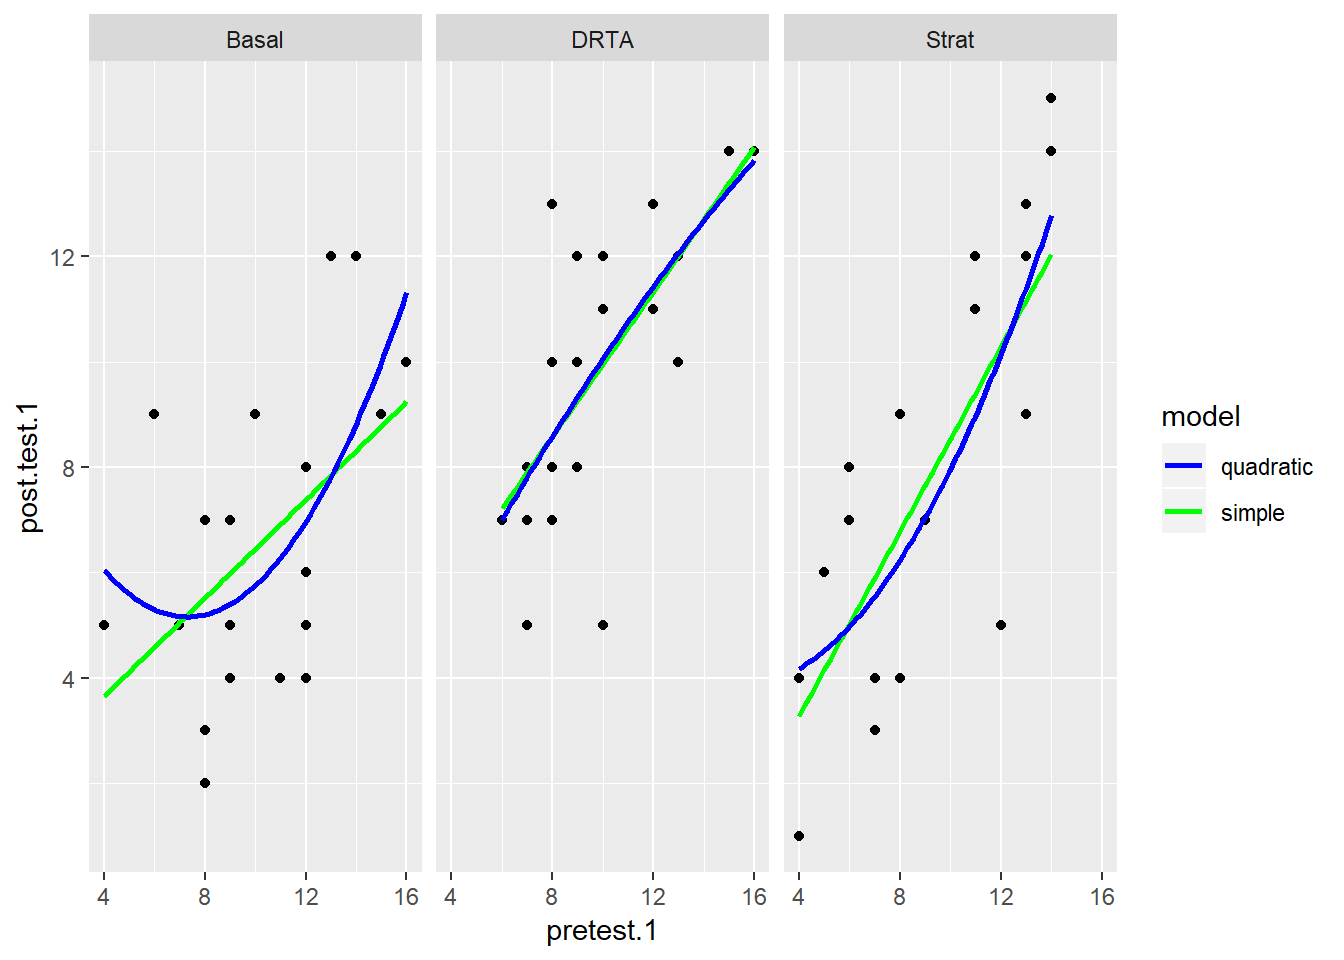 Basal DRTA Strat
12
8
4
post.test.1
4 8 12 16 4 8 12 16 4 8 12 16
pretest.1
model
quadratic
simple